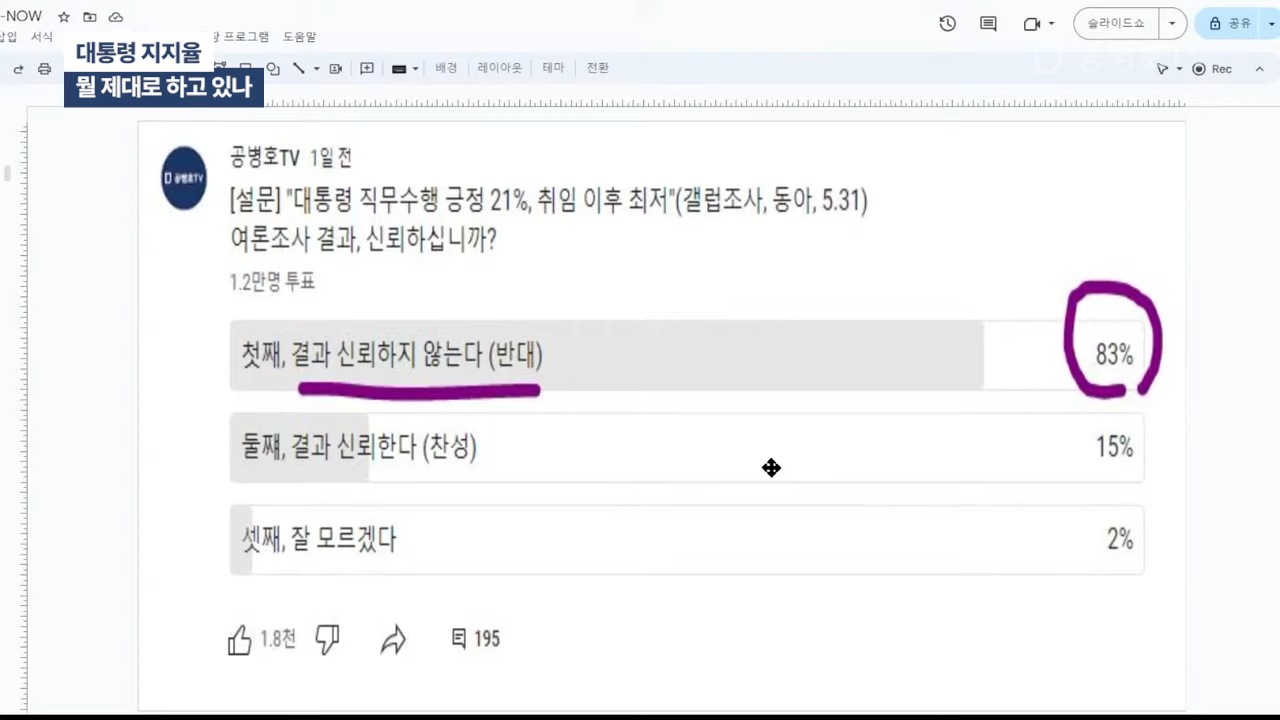 -NOW
삽입 서식 프로그램 도움말
슬라이드쇼
공유
대통령 지지율
뭘 제대로 하고 있나
배경 레이아웃 테마 전환
Rec
공병호TV
공병호TV 1일 전
[설문] "대통령 직무수행 긍정 21%, 취임 이후 최저"(갤럽조사, 동아, 5.31)
여론조사 결과, 신뢰하십니까?
1.2만명 투표
첫째, 결과 신뢰하지 않는다 (반대) 83%
둘째, 결과 신뢰한다 (찬성) 15%
셋째, 잘 모르겠다 2%
1.8천 195